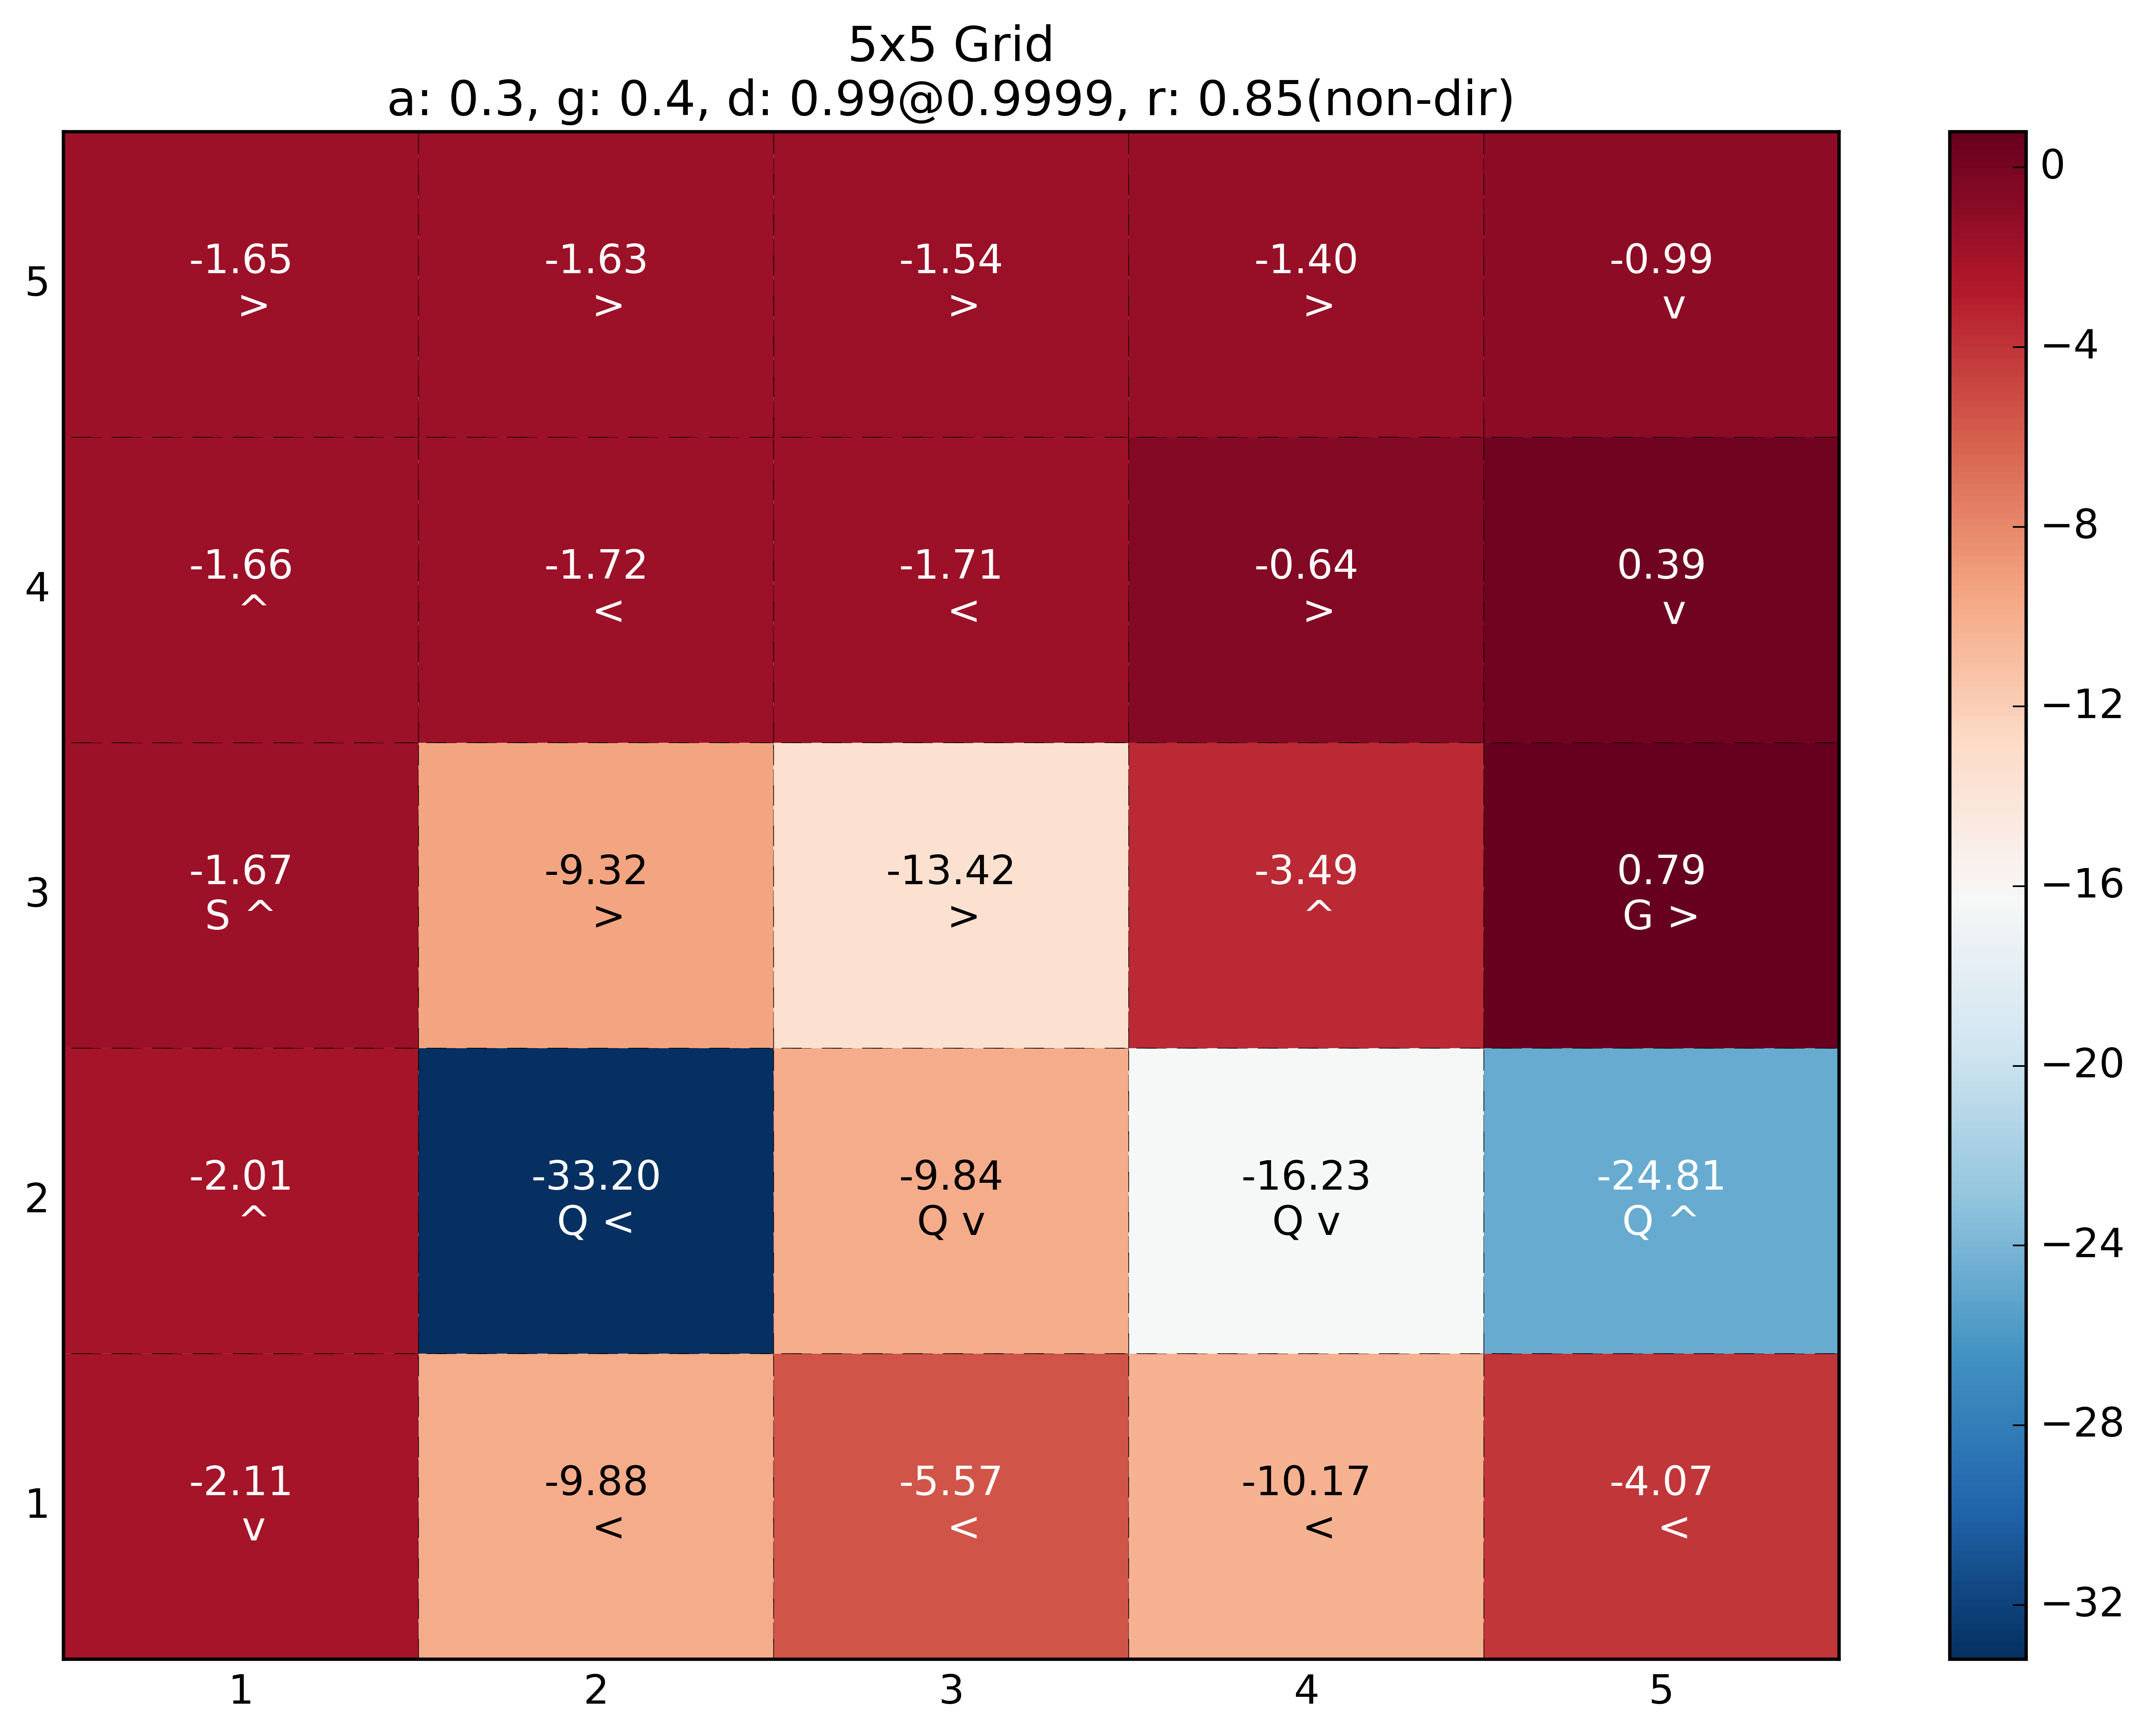 5x5 Grid
a: 0.3, g: 0.4, d: 0.99@0.9999, r: 0.85(non-dir)
5
-1.65 -1.63 -1.54 -1.40 -0.99
> > > > v
4
-1.66 -1.72 -1.71 -0.64 0.39
^ < < > v
3
-1.67 -9.32 -13.42 -3.49 0.79
S ^ > > ^ G >
2
-2.01 -33.20 -9.84 -16.23 -24.81
^ Q < Q v Q v Q ^
1
-2.11 -9.88 -5.57 -10.17 -4.07
v < < < <
1 2 3 4 5
0
−4
−8
−12
−16
−20
−24
−28
−32